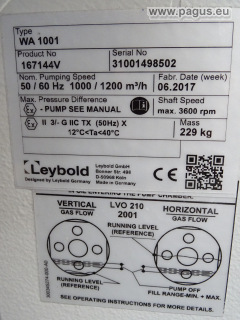 www.pagus.eu
Type
WA 1001
Product No Serial No
167144V 31001498502
Nom. Pumping Speed Fabr. Date (week)
50 / 60 Hz 1000 / 1200 m³/h 06.2017
Max. Pressure Difference Shaft Speed
- PUMP SEE MANUAL max. 3600 rpm
II 3/- G IIC TX (50Hz) X Mass
12°C<Ta<40°C 229 kg
Leybold
Designed by Leybold Germany
Leybold GmbH
Bonner Str. 498
D-50968 Köln
Made in Germany
VERTICAL LVO 210 HORIZONTAL
GAS FLOW 2001 GAS FLOW
RUNNING LEVEL
(REFERENCE)
RUNNING LEVEL
(REFERENCE)
PUMP OFF
FILL RANGE-MIN. + MAX.
SEE OPERATING INSTRUCTIONS FOR MORE DETAILS.